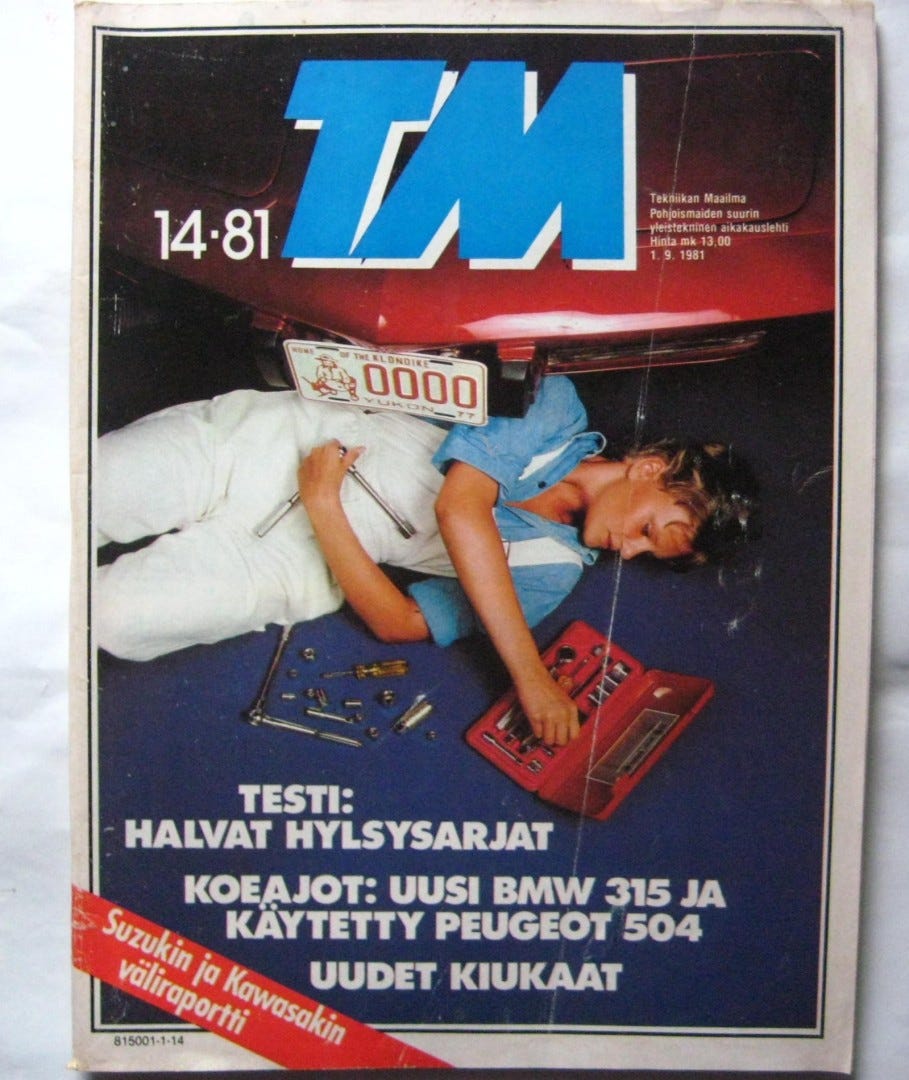 TM
14·81
Tekniikan Maailma
Pohjoismaiden suurin
yleistekninen aikakauslehti
Hinta mk 13,00
1. 9. 1981
HOME OF THE KLONDIKE
0000
YUKON 77
TESTI:
HALVAT HYLSYSARJAT
KOEAJOT: UUSI BMW 315 JA
KÄYTETTY PEUGEOT 504
UUDET KIUKAAT
Suzukin ja Kawasakin
väliraportti
815001-1-14